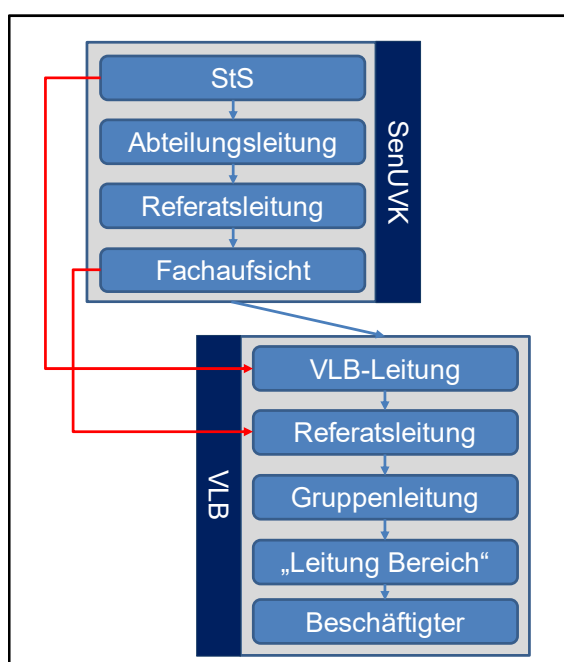 StS
Abteilungsleitung
Referatsleitung
Fachaufsicht
SenUVK
VLB
VLB-Leitung
Referatsleitung
Gruppenleitung
„Leitung Bereich“
Beschäftigter